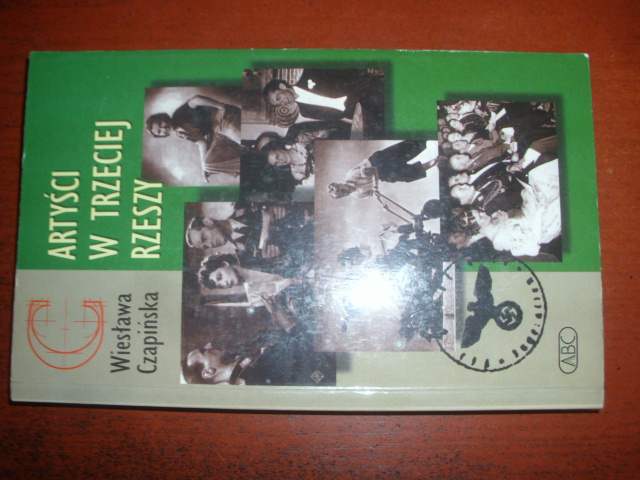 ARTYŚCI
W TRZECIEJ
RZESZY
Wiesława
Czapińska
ABC